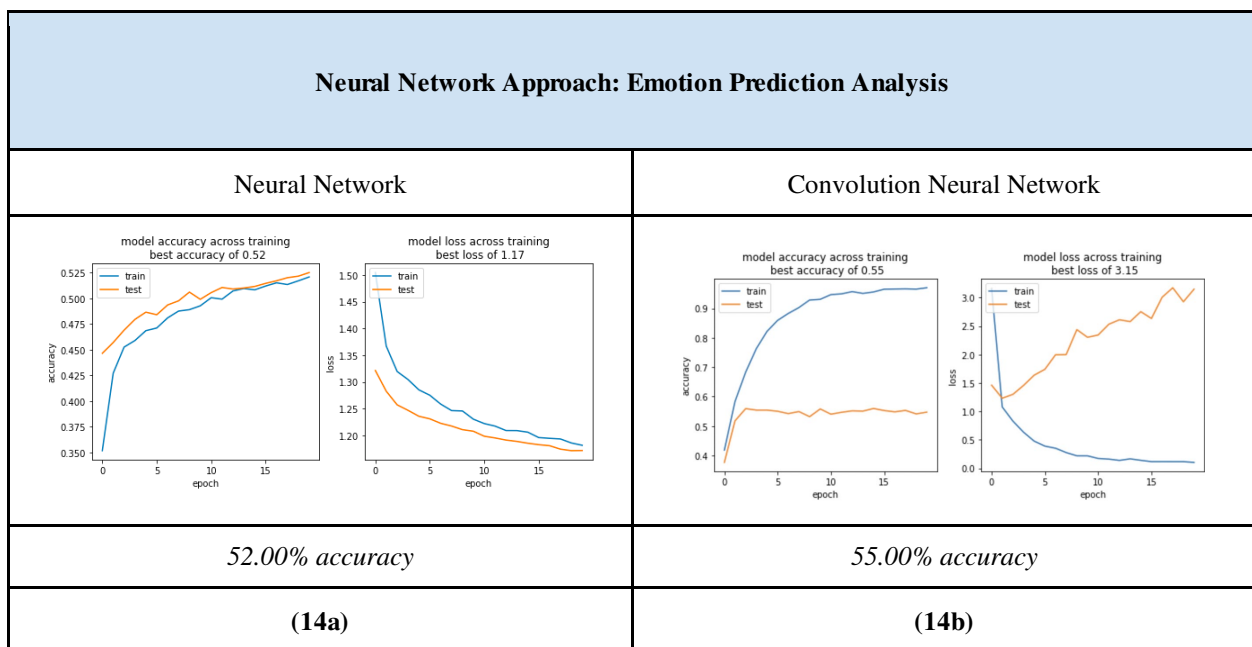 Neural Network Approach: Emotion Prediction Analysis
Neural Network
Convolution Neural Network
model accuracy across training
best accuracy of 0.52
train
test
0.525
0.500
0.475
0.450
0.425
0.400
0.375
0.350
accuracy
0
5
10
15
epoch
model loss across training
best loss of 1.17
train
test
1.50
1.45
1.40
1.35
1.30
1.25
1.20
loss
0
5
10
15
epoch
model accuracy across training
best accuracy of 0.55
train
test
0.9
0.8
0.7
0.6
0.5
0.4
accuracy
0
5
10
15
epoch
model loss across training
best loss of 3.15
train
test
3.0
2.5
2.0
1.5
1.0
0.5
0.0
loss
0
5
10
15
epoch
52.00% accuracy
55.00% accuracy
(14a)
(14b)